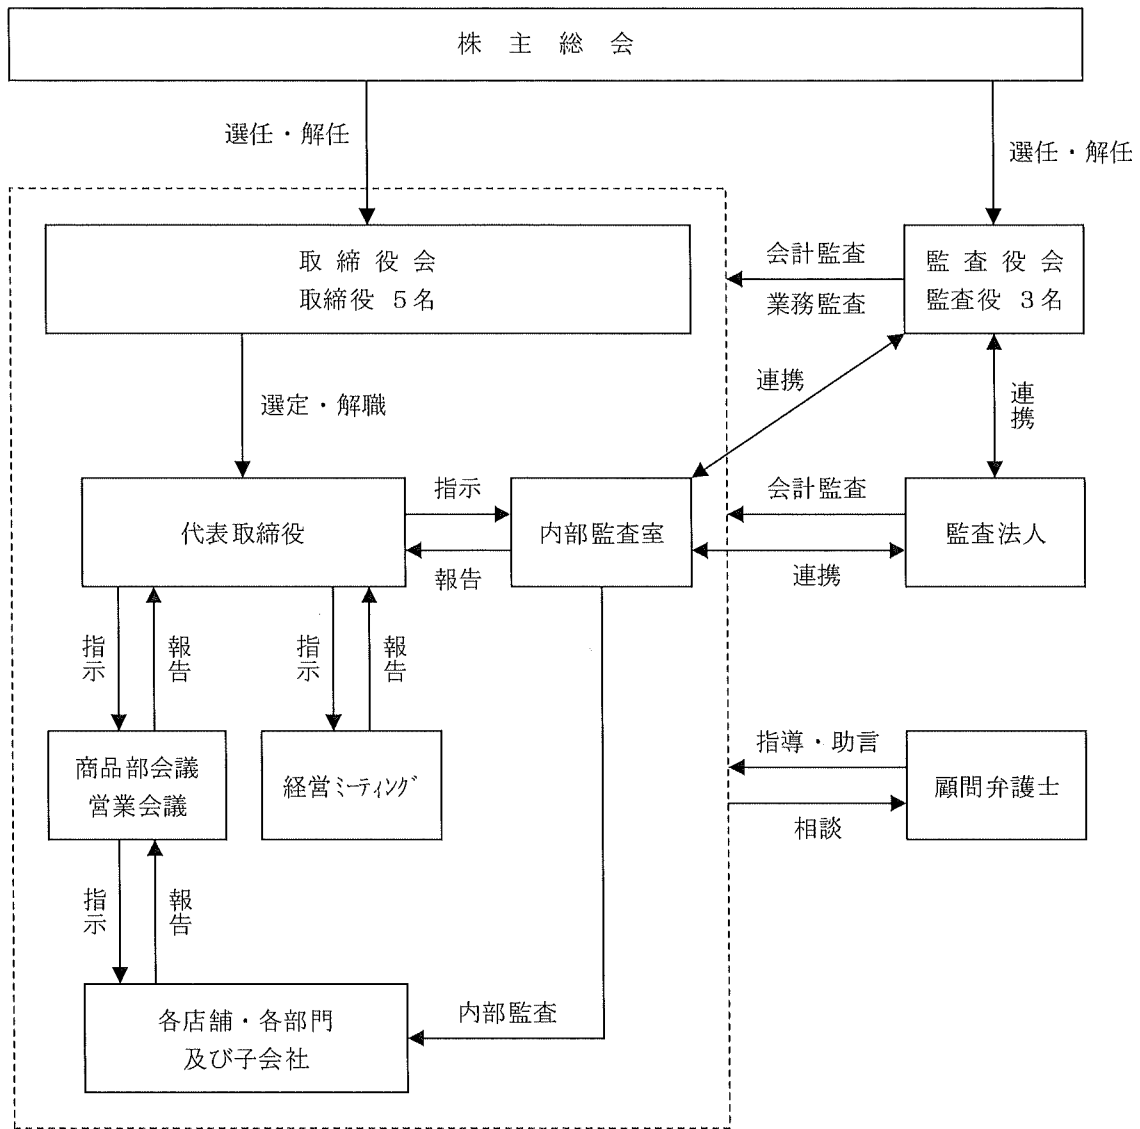 株主総会
選任・解任
選任・解任
取締役会
取締役 5名
会計監査
業務監査
監査役会
監査役 3名
連携
連携
選定・解職
代表取締役
指示
報告
内部監査室
会計監査
連携
監査法人
指示
報告
指示
報告
商品部会議
営業会議
経営ミーティング
指導・助言
相談
顧問弁護士
指示
報告
各店舗・各部門
及び子会社
内部監査